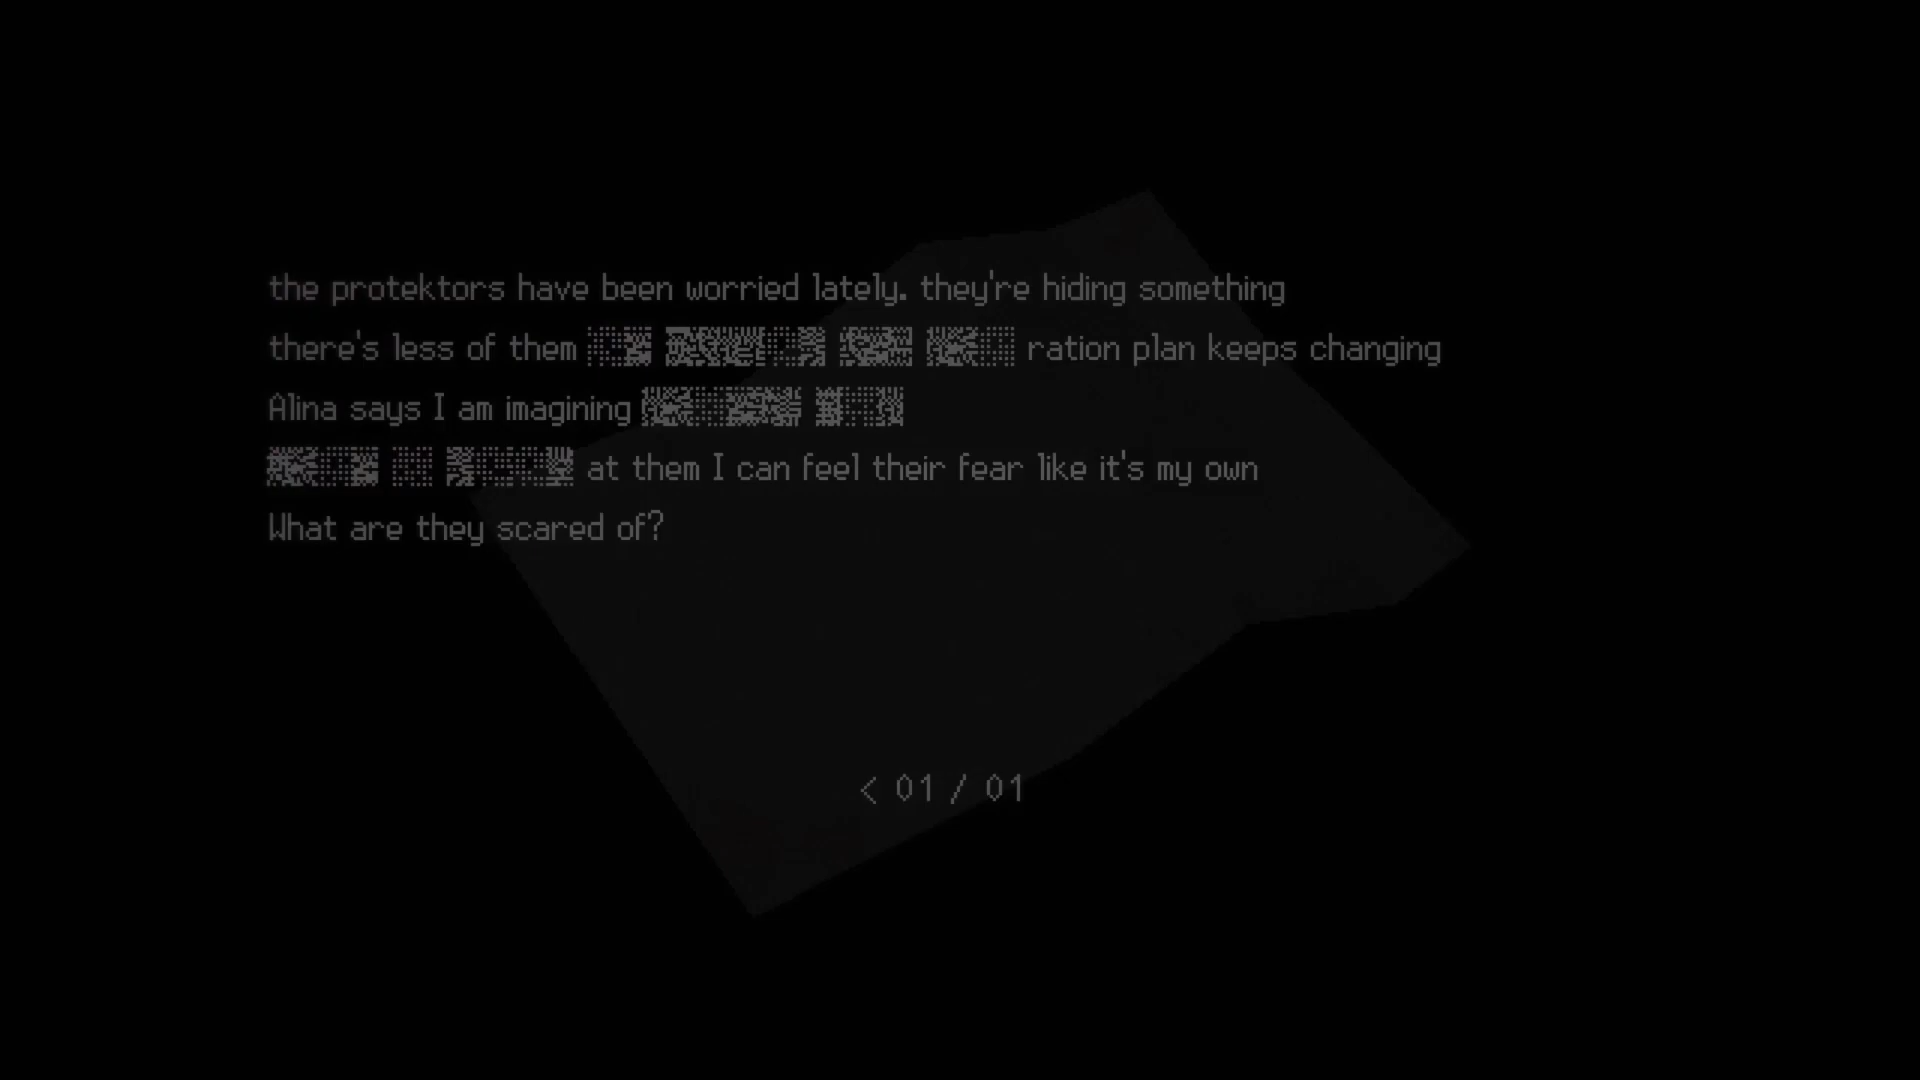 the protektors have been worried lately. they're hiding something
there's less of them ration plan keeps changing
Alina says I am imagining
at them I can feel their fear like it's my own
What are they scared of?
< 01 / 01